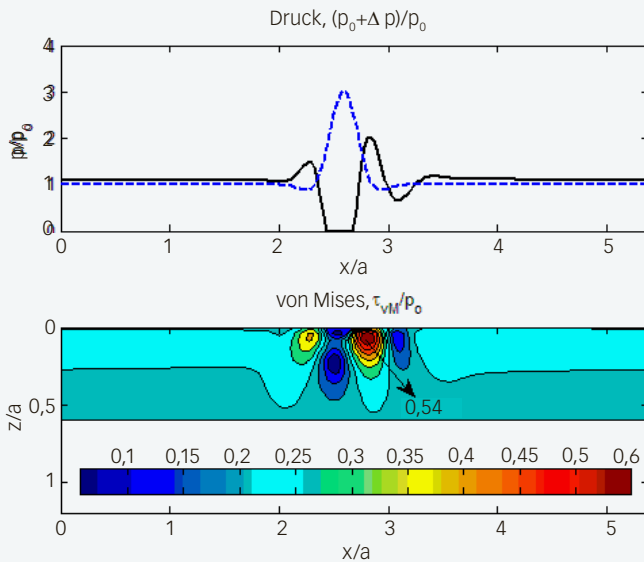 Druck, (p₀+Δ p)/p₀
4
3
2
1
0
p/p₀
0 1 2 3 4 5
x/a
von Mises, τvM/p₀
0
0,5
1
z/a
0,54
0,1 0,15 0,2 0,25 0,3 0,35 0,4 0,45 0,5 0,6
0 1 2 3 4 5
x/a